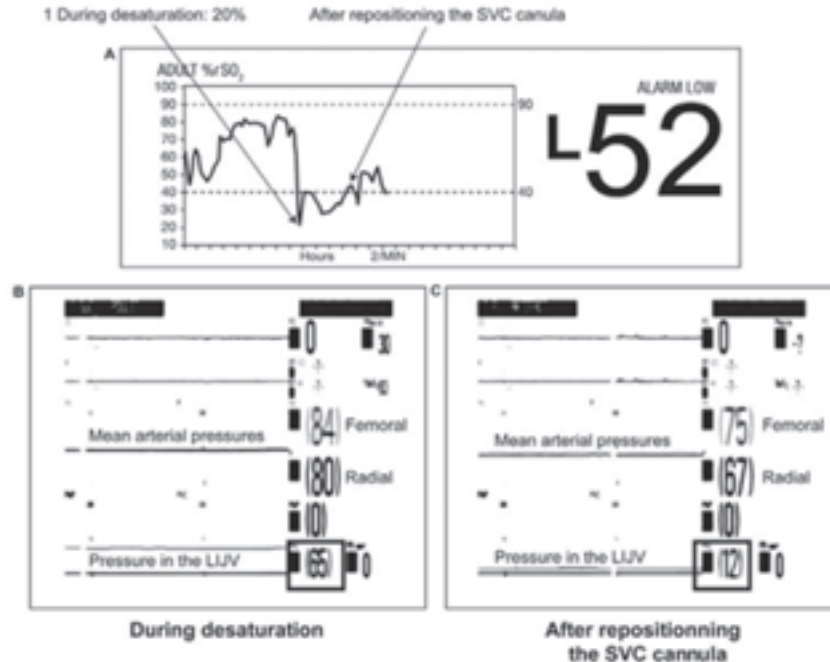 1 During desaturation: 20%
After repositioning the SVC canula
A
ADULT %rSO2
ALARM LOW
100
90
80
70
60
50
40
30
20
10
90
40
L52
Hours
2/MIN
B
0
30
(84) Femoral
Mean arterial pressures
(80) Radial
(0)
Pressure in the LIJV
(65)
0
During desaturation
C
0
-?
(75) Femoral
Mean arterial pressures
(67) Radial
(0)
Pressure in the LIJV
(12)
0
After repositionning
the SVC cannula